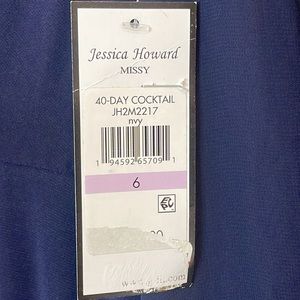 Jessica Howard
MISSY
40-DAY COCKTAIL
JH2M2217
nvy
1 94592 65709 1
6